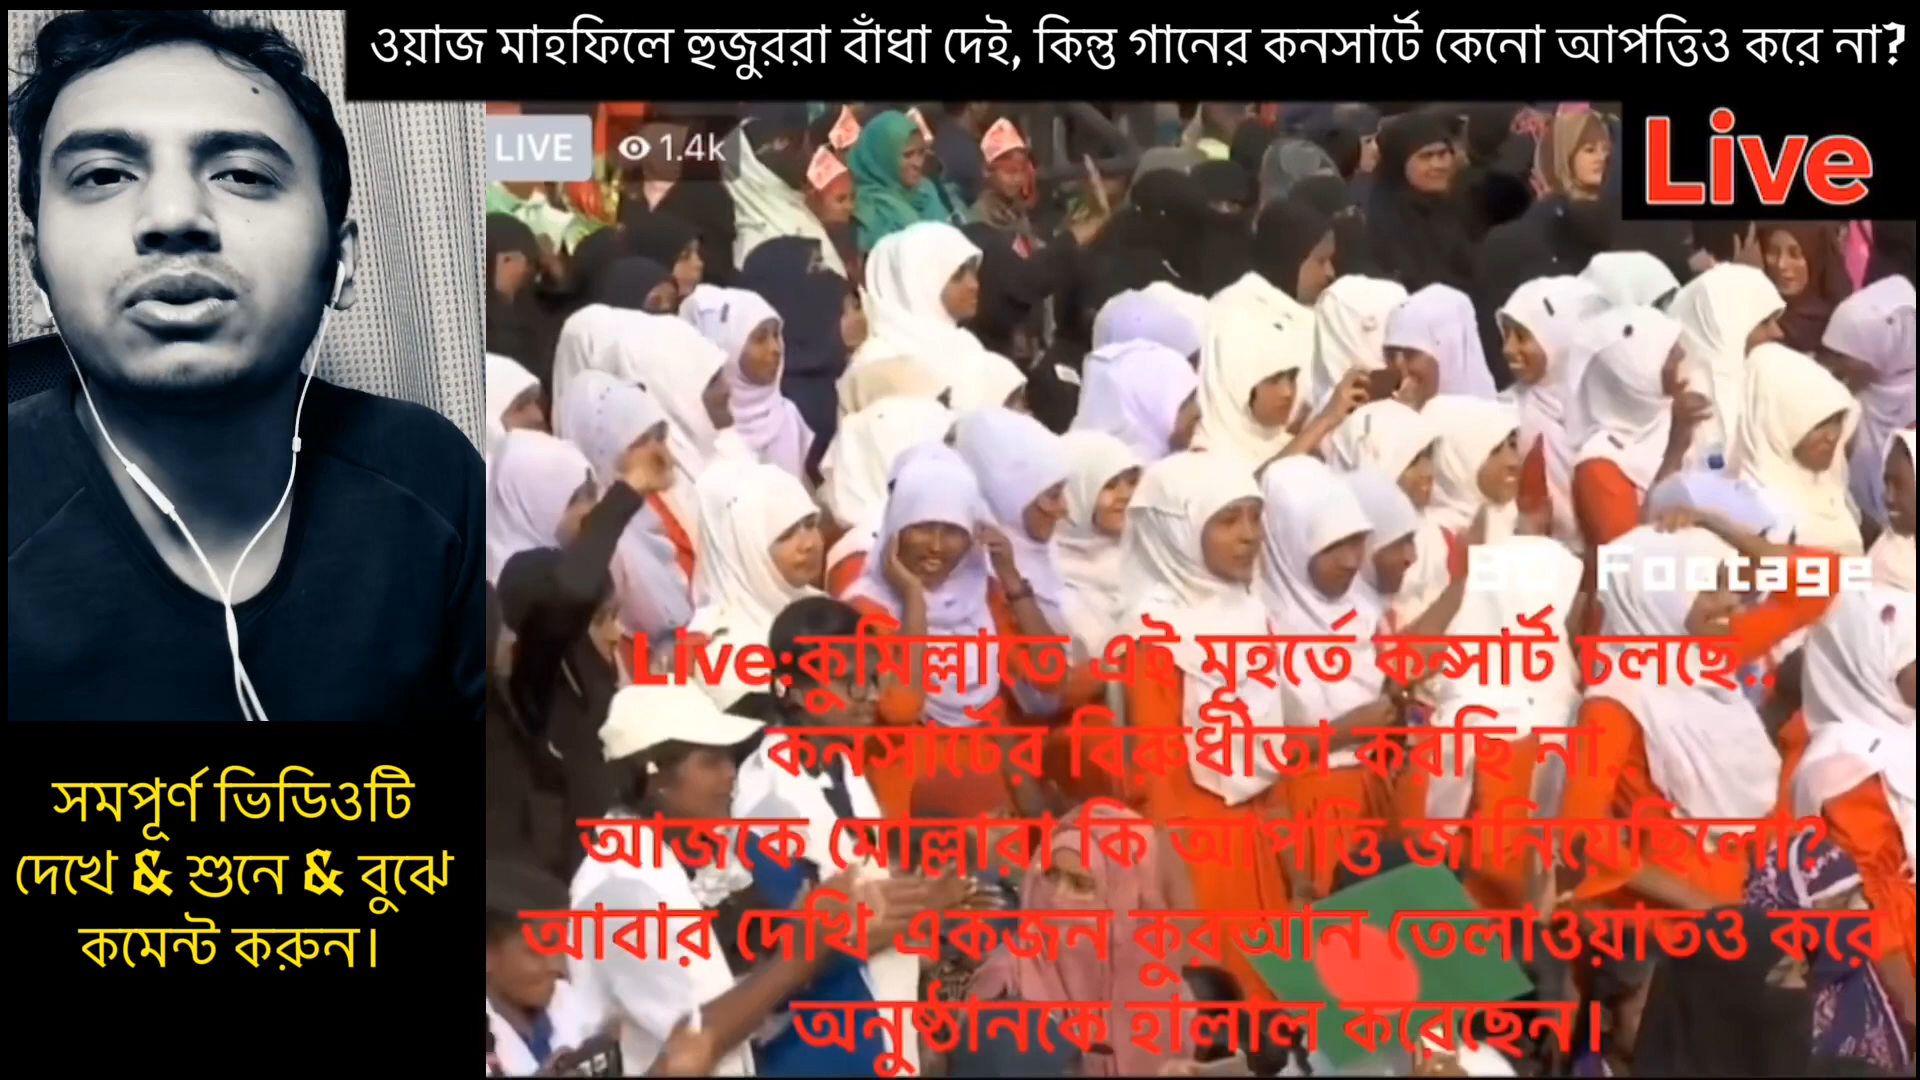 ওয়াজ মাহফিলে হুজুররা বাঁধা দেই, কিন্তু গানের কনসার্টে কেনো আপত্তিও করে না?
LIVE 1.4k
Live
Footage
Live:কুমিল্লাতে এই মূহর্তে কন্সার্ট চলছে..
কনসার্টের বিরুধীতা করছি না..
আজকে মোল্লারা কি আপত্তি জানিয়েছিলো?
আবার দেখি একজন কুরআন তেলাওয়াতও করে
অনুষ্ঠানকে হালাল করেছেন।
সমপূর্ণ ভিডিওটি
দেখে & শুনে & বুঝে
কমেন্ট করুন।